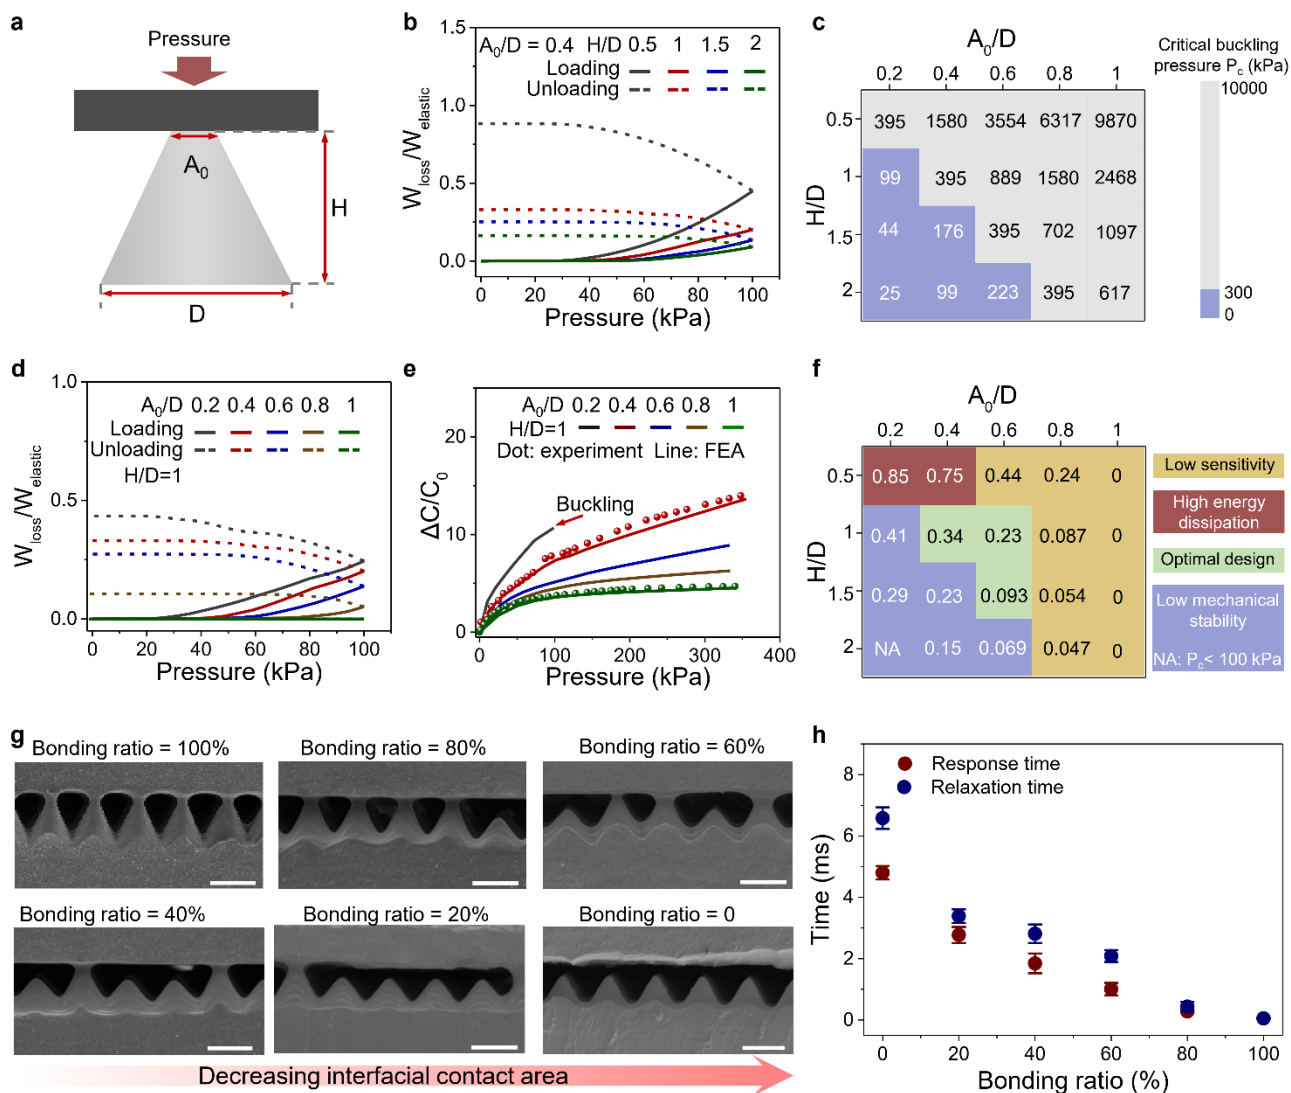 a
Pressure
A0
H
D
b
A0/D = 0.4 H/D 0.5 1 1.5 2
Loading
Unloading
Wloss/Welastic
1.5
1.0
0.5
0.0
0 20 40 60 80 100
Pressure (kPa)
c
A0/D
0.2 0.4 0.6 0.8 1
H/D
0.5 395 1580 3554 6317 9870
1 99 395 889 1580 2468
1.5 44 176 395 702 1097
2 25 99 223 395 617
Critical buckling
pressure Pc (kPa)
10000
300
0
d
A0/D 0.2 0.4 0.6 0.8 1
Loading
Unloading
H/D=1
Wloss/Welastic
1.0
0.5
0.0
0 20 40 60 80 100
Pressure (kPa)
e
A0/D 0.2 0.4 0.6 0.8 1
H/D=1
Dot: experiment Line: FEA
Buckling
ΔC/C0
20
10
0
0 100 200 300 400
Pressure (kPa)
f
A0/D
0.2 0.4 0.6 0.8 1
H/D
0.5 0.85 0.75 0.44 0.24 0
1 0.41 0.34 0.23 0.087 0
1.5 0.29 0.23 0.093 0.054 0
2 NA 0.15 0.069 0.047 0
Low sensitivity
High energy
dissipation
Optimal design
Low mechanical
stability
NA: Pc< 100 kPa
g
Bonding ratio = 100%
Bonding ratio = 80%
Bonding ratio = 60%
Bonding ratio = 40%
Bonding ratio = 20%
Bonding ratio = 0
Decreasing interfacial contact area
h
Response time
Relaxation time
Time (ms)
8
6
4
2
0
0 20 40 60 80 100
Bonding ratio (%)